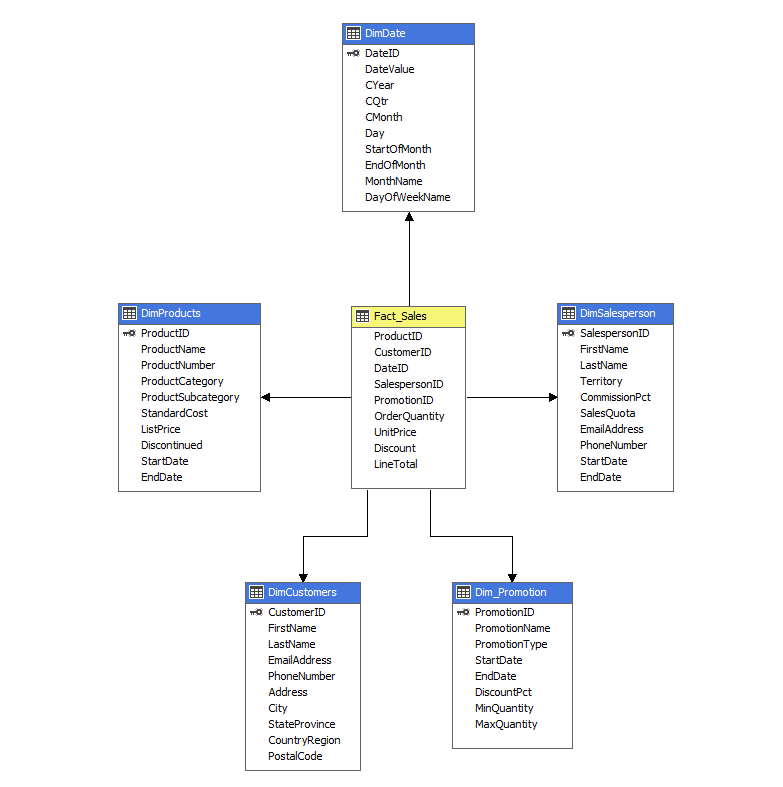 DimDate
DateID
DateValue
CYear
CQtr
CMonth
Day
StartOfMonth
EndOfMonth
MonthName
DayOfWeekName
DimProducts
ProductID
ProductName
ProductNumber
ProductCategory
ProductSubcategory
StandardCost
ListPrice
Discontinued
StartDate
EndDate
Fact_Sales
ProductID
CustomerID
DateID
SalespersonID
PromotionID
OrderQuantity
UnitPrice
Discount
LineTotal
DimSalesperson
SalespersonID
FirstName
LastName
Territory
CommissionPct
SalesQuota
EmailAddress
PhoneNumber
StartDate
EndDate
DimCustomers
CustomerID
FirstName
LastName
EmailAddress
PhoneNumber
Address
City
StateProvince
CountryRegion
PostalCode
Dim_Promotion
PromotionID
PromotionName
PromotionType
StartDate
EndDate
DiscountPct
MinQuantity
MaxQuantity